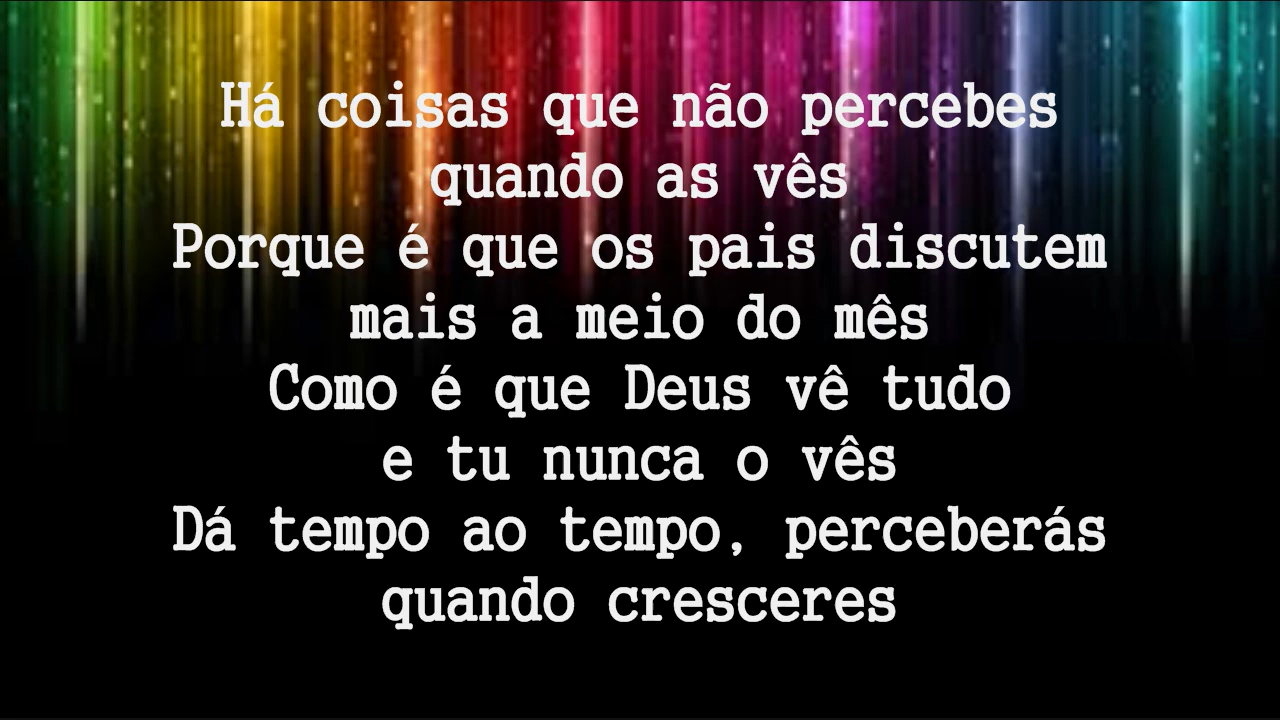 Há coisas que não percebes
quando as vês
Porque é que os pais discutem
mais a meio do mês
Como é que Deus vê tudo
e tu nunca o vês
Dá tempo ao tempo, perceberás
quando cresceres